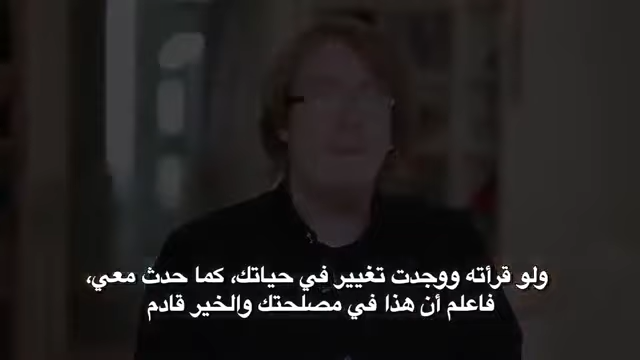 ولو قرأته ووجدت تغيير في حياتك، كما حدث معي،
فاعلم أن هذا في مصلحتك والخير قادم